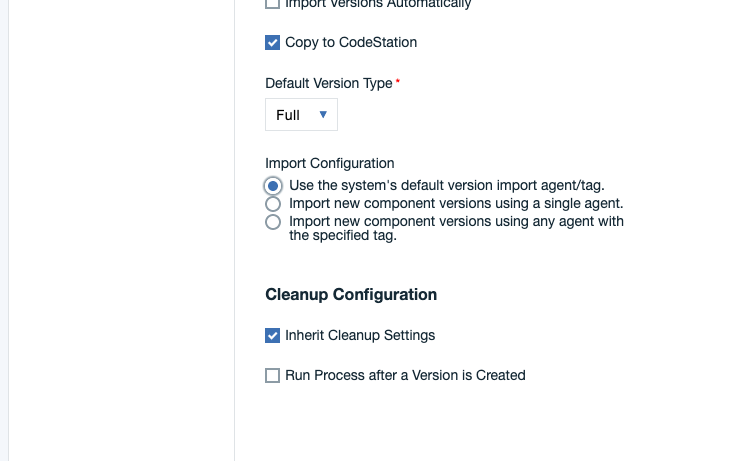 Import Versions Automatically
Copy to CodeStation
Default Version Type *
Full
Import Configuration
Use the system's default version import agent/tag.
Import new component versions using a single agent.
Import new component versions using any agent with
the specified tag.
Cleanup Configuration
Inherit Cleanup Settings
Run Process after a Version is Created